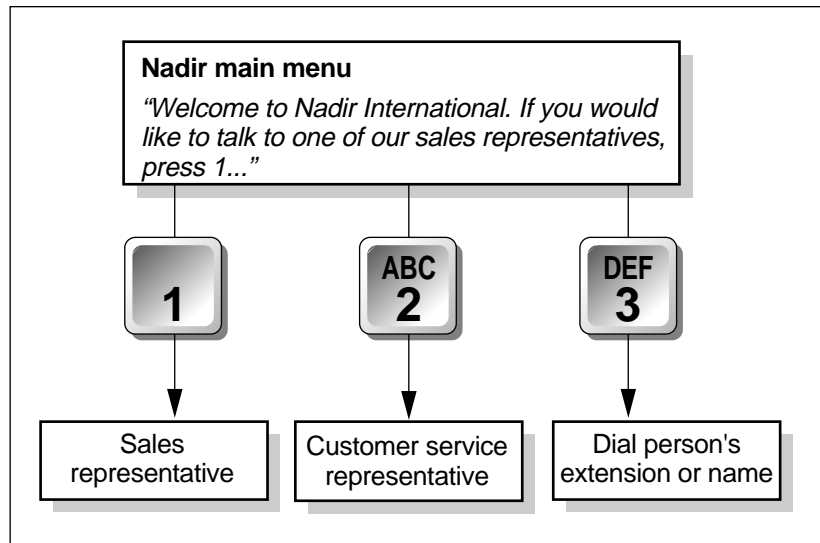 Nadir main menu
“Welcome to Nadir International. If you would
like to talk to one of our sales representatives,
press 1...”
1
ABC
2
DEF
3
Sales
representative
Customer service
representative
Dial person's
extension or name